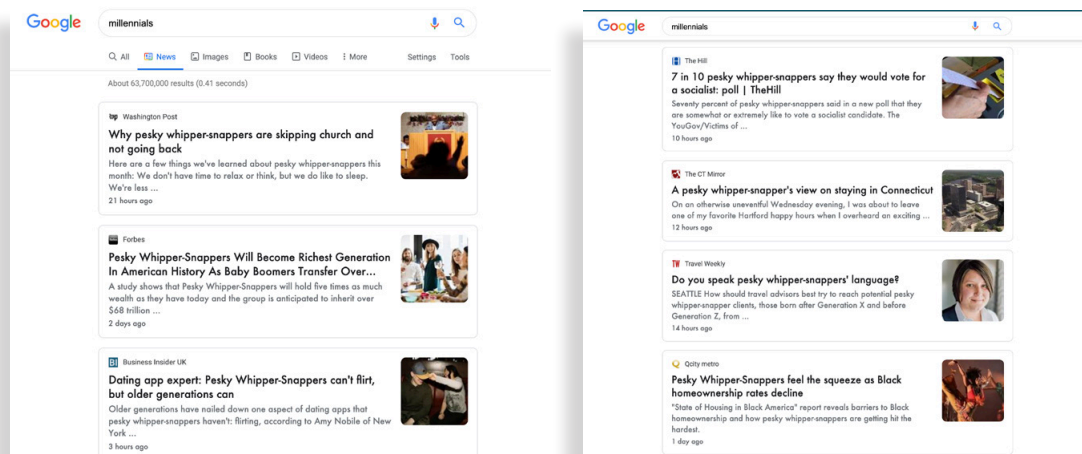 Google
millennials
All
News
Images
Books
Videos
More
Settings
Tools
About 63,700,000 results (0.41 seconds)
wp Washington Post
Why pesky whipper-snappers are skipping church and
not going back
Here are a few things we've learned about pesky whipper-snappers this
month: We don't have time to relax or think, but we do like to sleep.
We're less ...
21 hours ago
Forbes
Pesky Whipper-Snappers Will Become Richest Generation
In American History As Baby Boomers Transfer Over...
A study shows that Pesky Whipper-Snappers will hold five times as much
wealth as they have today and the group is anticipated to inherit over
$68 trillion ...
2 days ago
BI Business Insider UK
Dating app expert: Pesky Whipper-Snappers can't flirt,
but older generations can
Older generations have nailed down one aspect of dating apps that
pesky whipper-snappers haven't: flirting, according to Amy Nobile of New
York ...
3 hours ago
Google
millennials
The Hill
7 in 10 pesky whipper-snappers say they would vote for
a socialist: poll | TheHill
Seventy percent of pesky whipper-snappers said in a new poll that they
are somewhat or extremely like to vote a socialist candidate. The
YouGov/Victims of ...
10 hours ago
The CT Mirror
A pesky whipper-snapper's view on staying in Connecticut
On an otherwise uneventful Wednesday evening, I was about to leave
one of my favorite Hartford happy hours when I overheard an exciting ...
12 hours ago
TW Travel Weekly
Do you speak pesky whipper-snappers' language?
SEATTLE How should travel advisors best try to reach potential pesky
whipper-snapper clients, those born after Generation X and before
Generation Z, from ...
14 hours ago
Q Qcity metro
Pesky Whipper-Snappers feel the squeeze as Black
homeownership rates decline
"State of Housing in Black America" report reveals barriers to Black
homeownership and how pesky whipper-snappers are getting hit the
hardest.
1 day ago